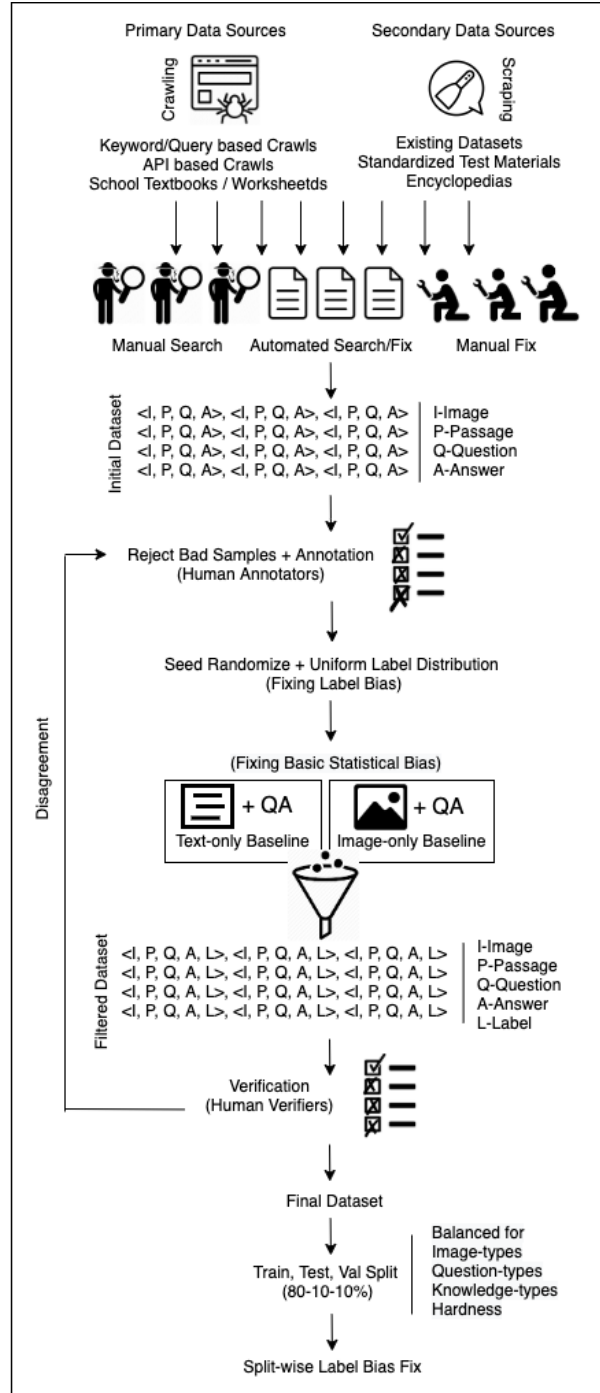 Primary Data Sources
Secondary Data Sources
Crawling
Scraping
Keyword/Query based Crawls
API based Crawls
School Textbooks / Worksheetds
Existing Datasets
Standardized Test Materials
Encyclopedias
Manual Search
Automated Search/Fix
Manual Fix
Initial Dataset
<I, P, Q, A>, <I, P, Q, A>, <I, P, Q, A>
<I, P, Q, A>, <I, P, Q, A>, <I, P, Q, A>
<I, P, Q, A>, <I, P, Q, A>, <I, P, Q, A>
<I, P, Q, A>, <I, P, Q, A>, <I, P, Q, A>
I-Image
P-Passage
Q-Question
A-Answer
Reject Bad Samples + Annotation
(Human Annotators)
Seed Randomize + Uniform Label Distribution
(Fixing Label Bias)
Disagreement
(Fixing Basic Statistical Bias)
+ QA
Text-only Baseline
+ QA
Image-only Baseline
Filtered Dataset
<I, P, Q, A, L>, <I, P, Q, A, L>, <I, P, Q, A, L>
<I, P, Q, A, L>, <I, P, Q, A, L>, <I, P, Q, A, L>
<I, P, Q, A, L>, <I, P, Q, A, L>, <I, P, Q, A, L>
<I, P, Q, A, L>, <I, P, Q, A, L>, <I, P, Q, A, L>
I-Image
P-Passage
Q-Question
A-Answer
L-Label
Verification
(Human Verifiers)
Final Dataset
Train, Test, Val Split
(80-10-10%)
Balanced for
Image-types
Question-types
Knowledge-types
Hardness
Split-wise Label Bias Fix